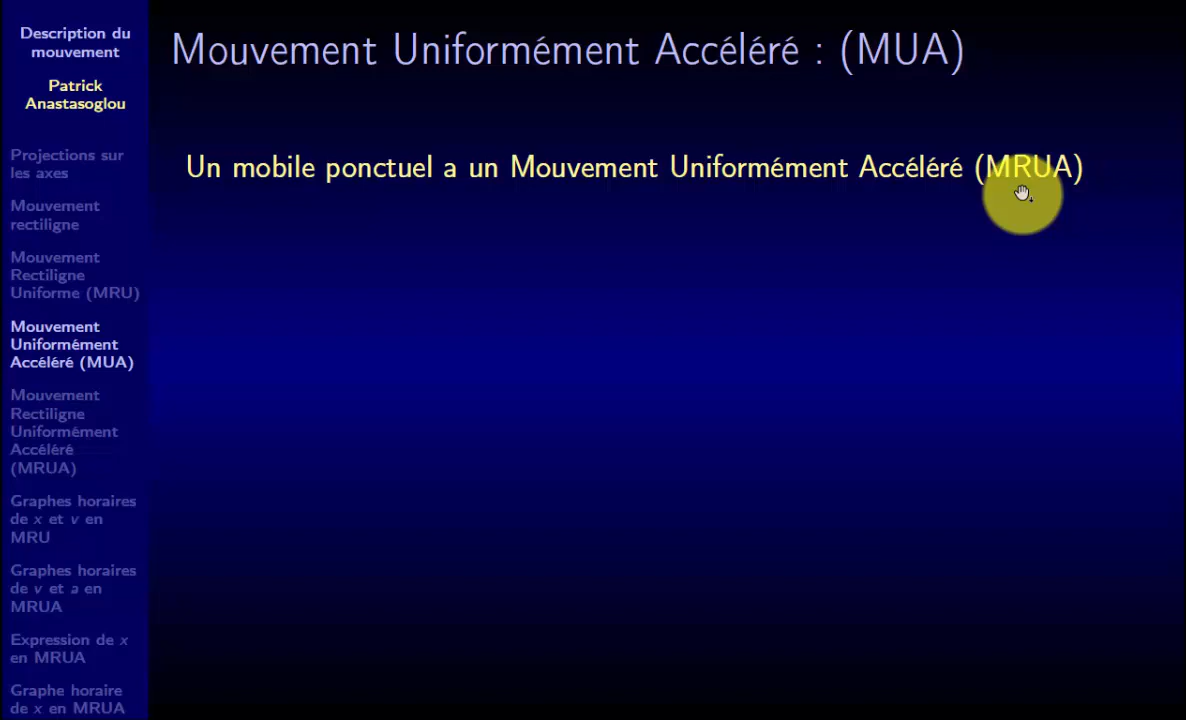 Description du
mouvement
Patrick
Anastasoglou
Projections sur
les axes
Mouvement
rectiligne
Mouvement
Rectiligne
Uniforme (MRU)
Mouvement
Uniformément
Accéléré (MUA)
Mouvement
Rectiligne
Uniformément
Accéléré
(MRUA)
Graphes horaires
de x et v en
MRU
Graphes horaires
de v et a en
MRUA
Expression de x
en MRUA
Graphe horaire
de x en MRUA
Mouvement Uniformément Accéléré : (MUA)
Un mobile ponctuel a un Mouvement Uniformément Accéléré (MRUA)